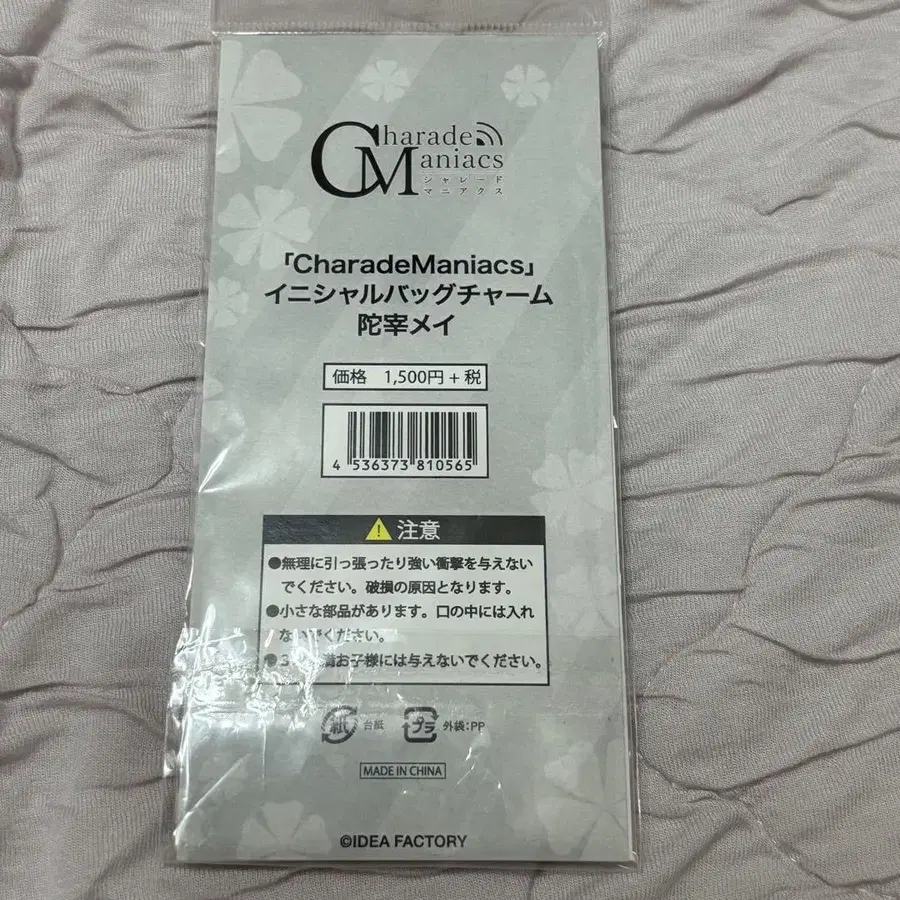 Charade
Maniacs
シャレード
マニアクス
「CharadeManiacs」
イニシャルバッグチャーム
陀宰メイ
価格 1,500円+税
4 536373 810565
注意
●無理に引っ張ったり強い衝撃を与えない
でください。破損の原因となります。
●小さな部品があります。口の中には入れ
ないでください。
●3 満お子様には与えないでください。
紙 台紙 プラ 外袋:PP
MADE IN CHINA
©IDEA FACTORY